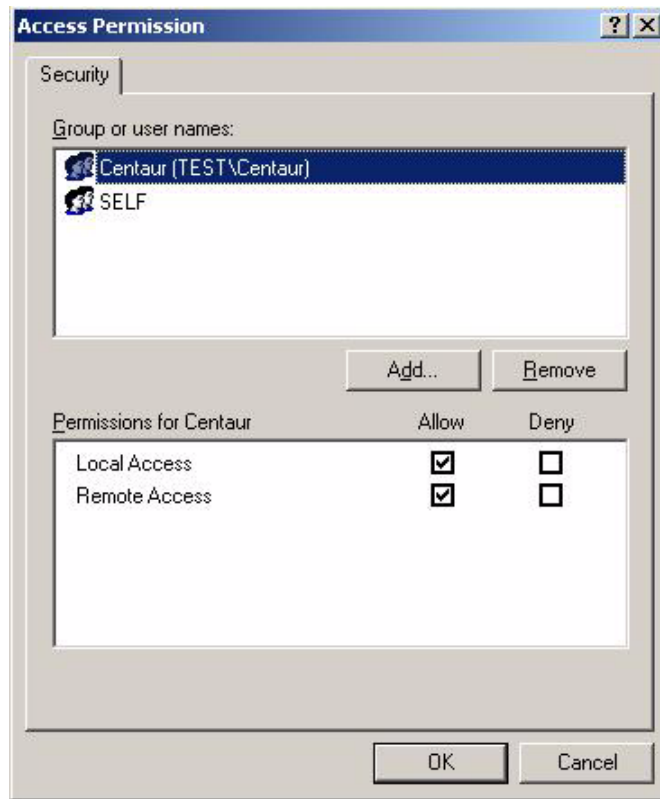 Access Permission
Security
Group or user names:
Centaur (TEST\Centaur)
SELF
Add... Remove
Permissions for Centaur Allow Deny
Local Access
Remote Access
OK Cancel